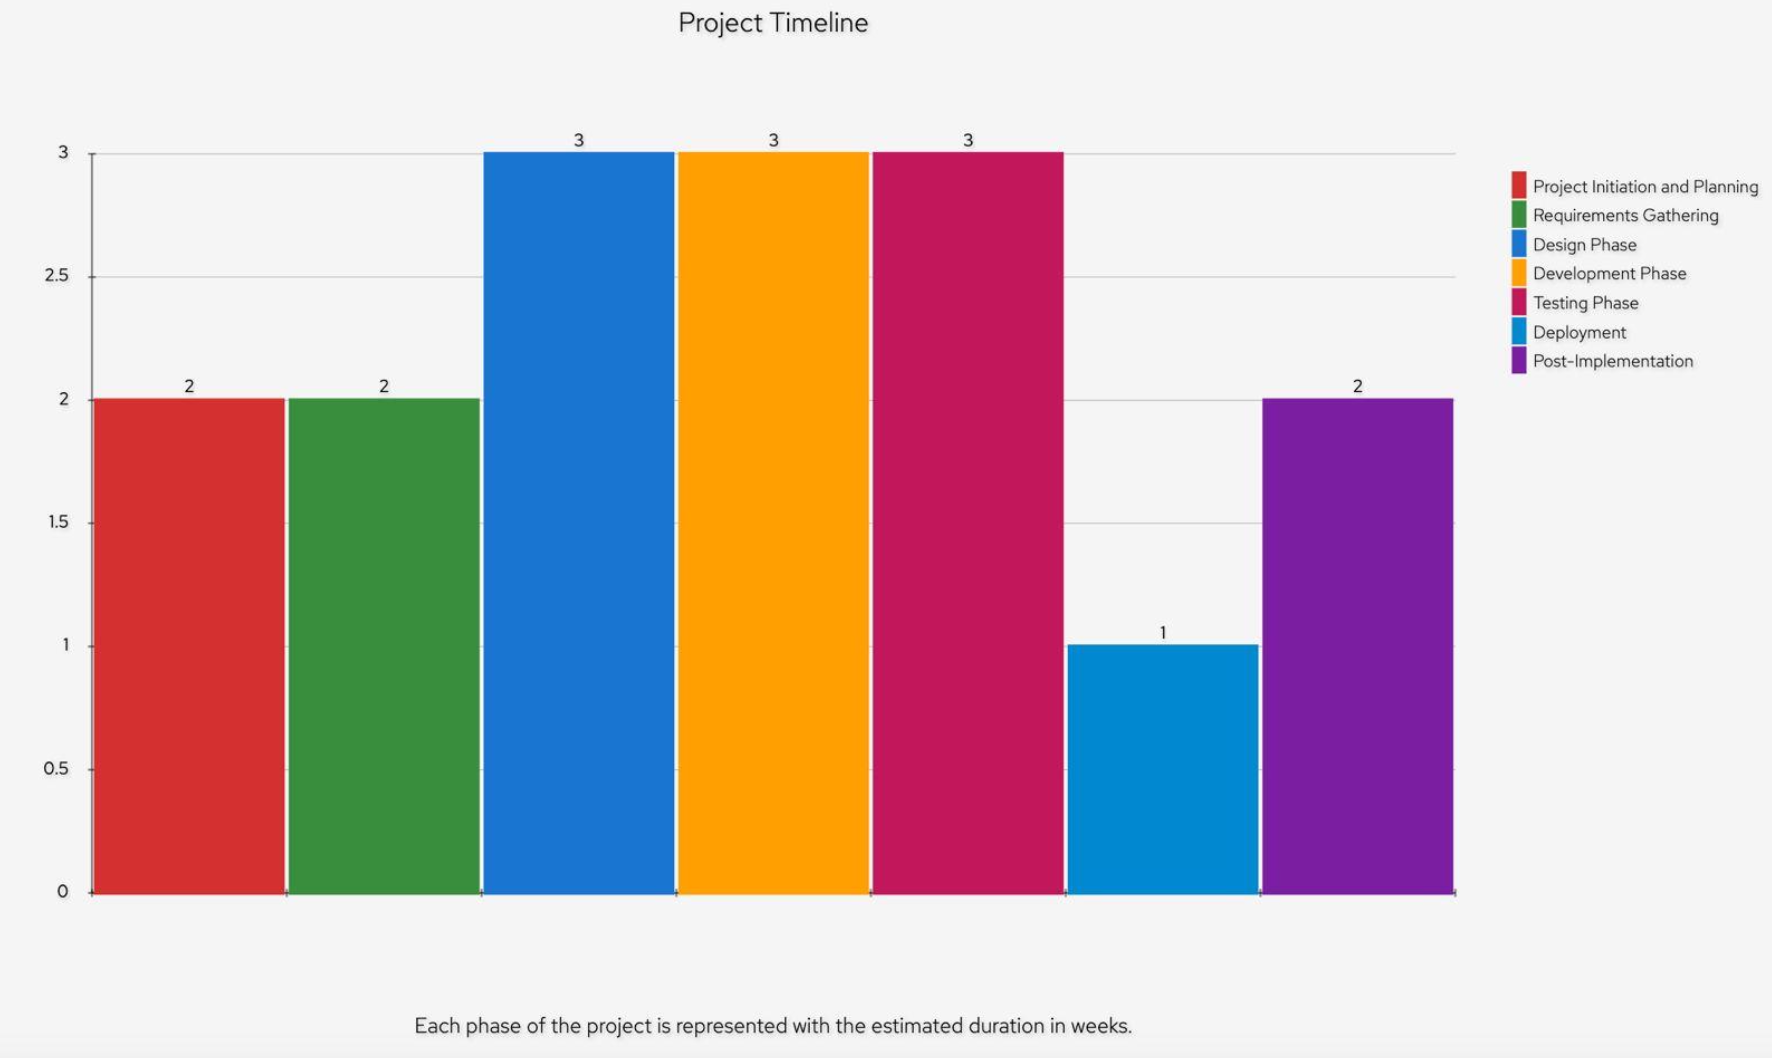 Project Timeline
3
3
3
3
2.5
2
2
2
2
1.5
1
1
0.5
0
Project Initiation and Planning
Requirements Gathering
Design Phase
Development Phase
Testing Phase
Deployment
Post-Implementation
Each phase of the project is represented with the estimated duration in weeks.